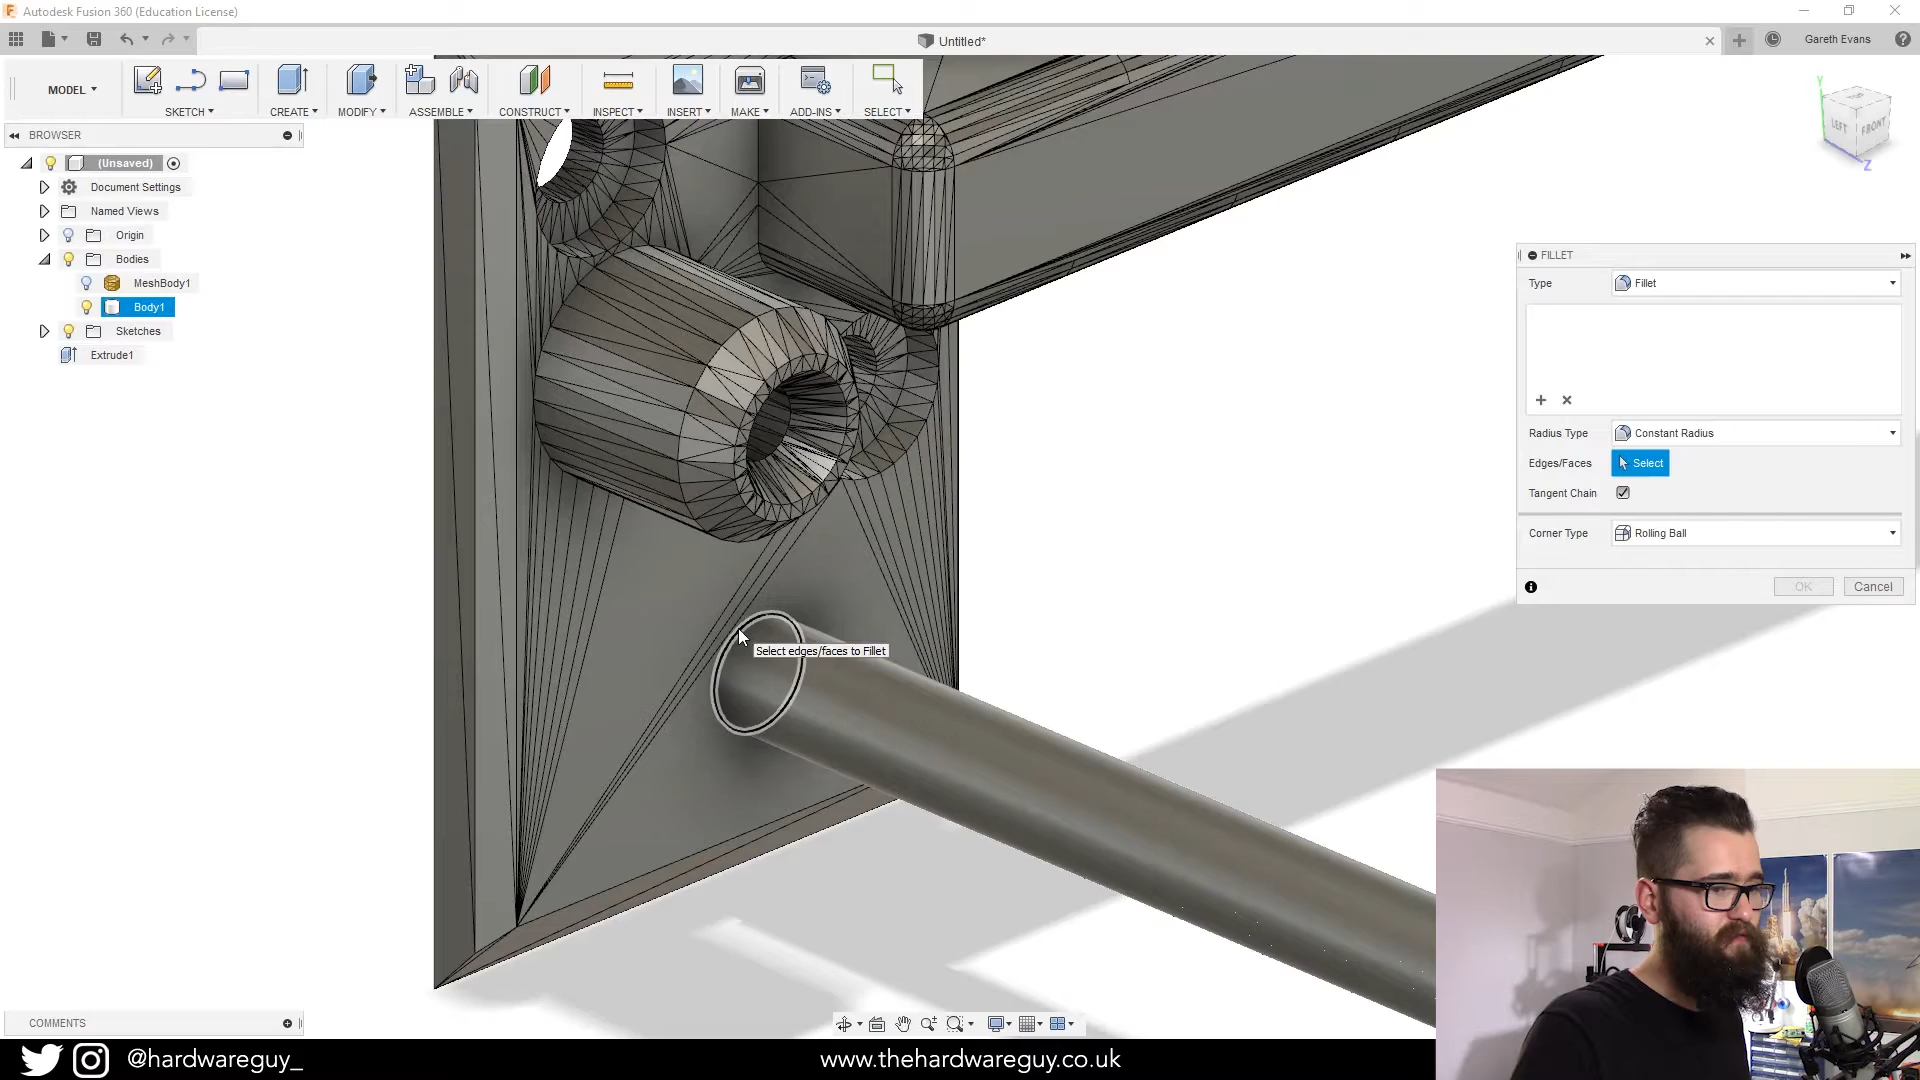 Autodesk Fusion 360 (Education License)
Untitled*
Gareth Evans
MODEL
SKETCH
CREATE
MODIFY
ASSEMBLE
CONSTRUCT
INSPECT
INSERT
MAKE
ADD-INS
SELECT
BROWSER
(Unsaved)
Document Settings
Named Views
Origin
Bodies
MeshBody1
Body1
Sketches
Extrude1
Y
TOP
LEFT
FRONT
Z
FILLET
Type
Fillet
Radius Type
Constant Radius
Edges/Faces
Select
Tangent Chain
Corner Type
Rolling Ball
OK
Cancel
Select edges/faces to Fillet
COMMENTS
@hardwareguy_
www.thehardwareguy.co.uk